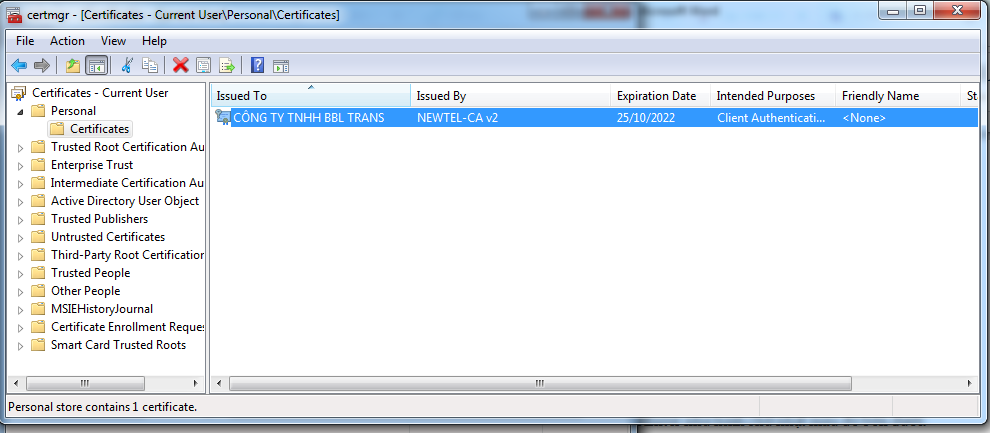 certmgr - [Certificates - Current User\Personal\Certificates]
File Action View Help
Certificates - Current User
Personal
Certificates
Trusted Root Certification Au
Enterprise Trust
Intermediate Certification Au
Active Directory User Object
Trusted Publishers
Untrusted Certificates
Third-Party Root Certification
Trusted People
Other People
MSIEHistoryJournal
Certificate Enrollment Reque
Smart Card Trusted Roots
Issued To Issued By Expiration Date Intended Purposes Friendly Name St
CÔNG TY TNHH BBL TRANS NEWTEL-CA v2 25/10/2022 Client Authenticati... <None>
Personal store contains 1 certificate.